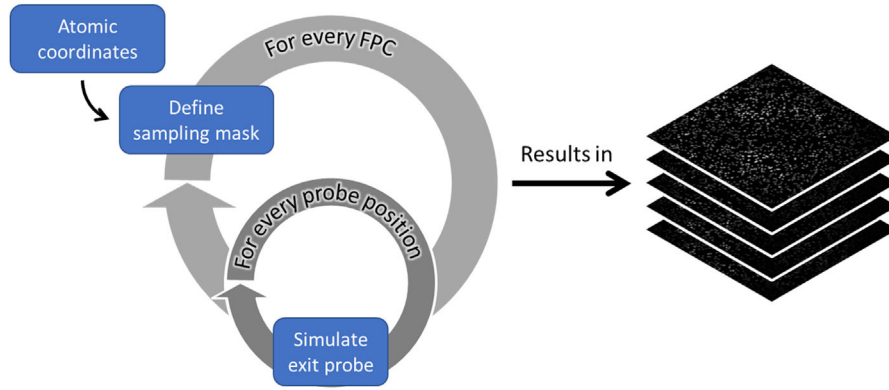 Atomic
coordinates
For every FPC
Define
sampling mask
Results in
For every probe position
Simulate
exit probe